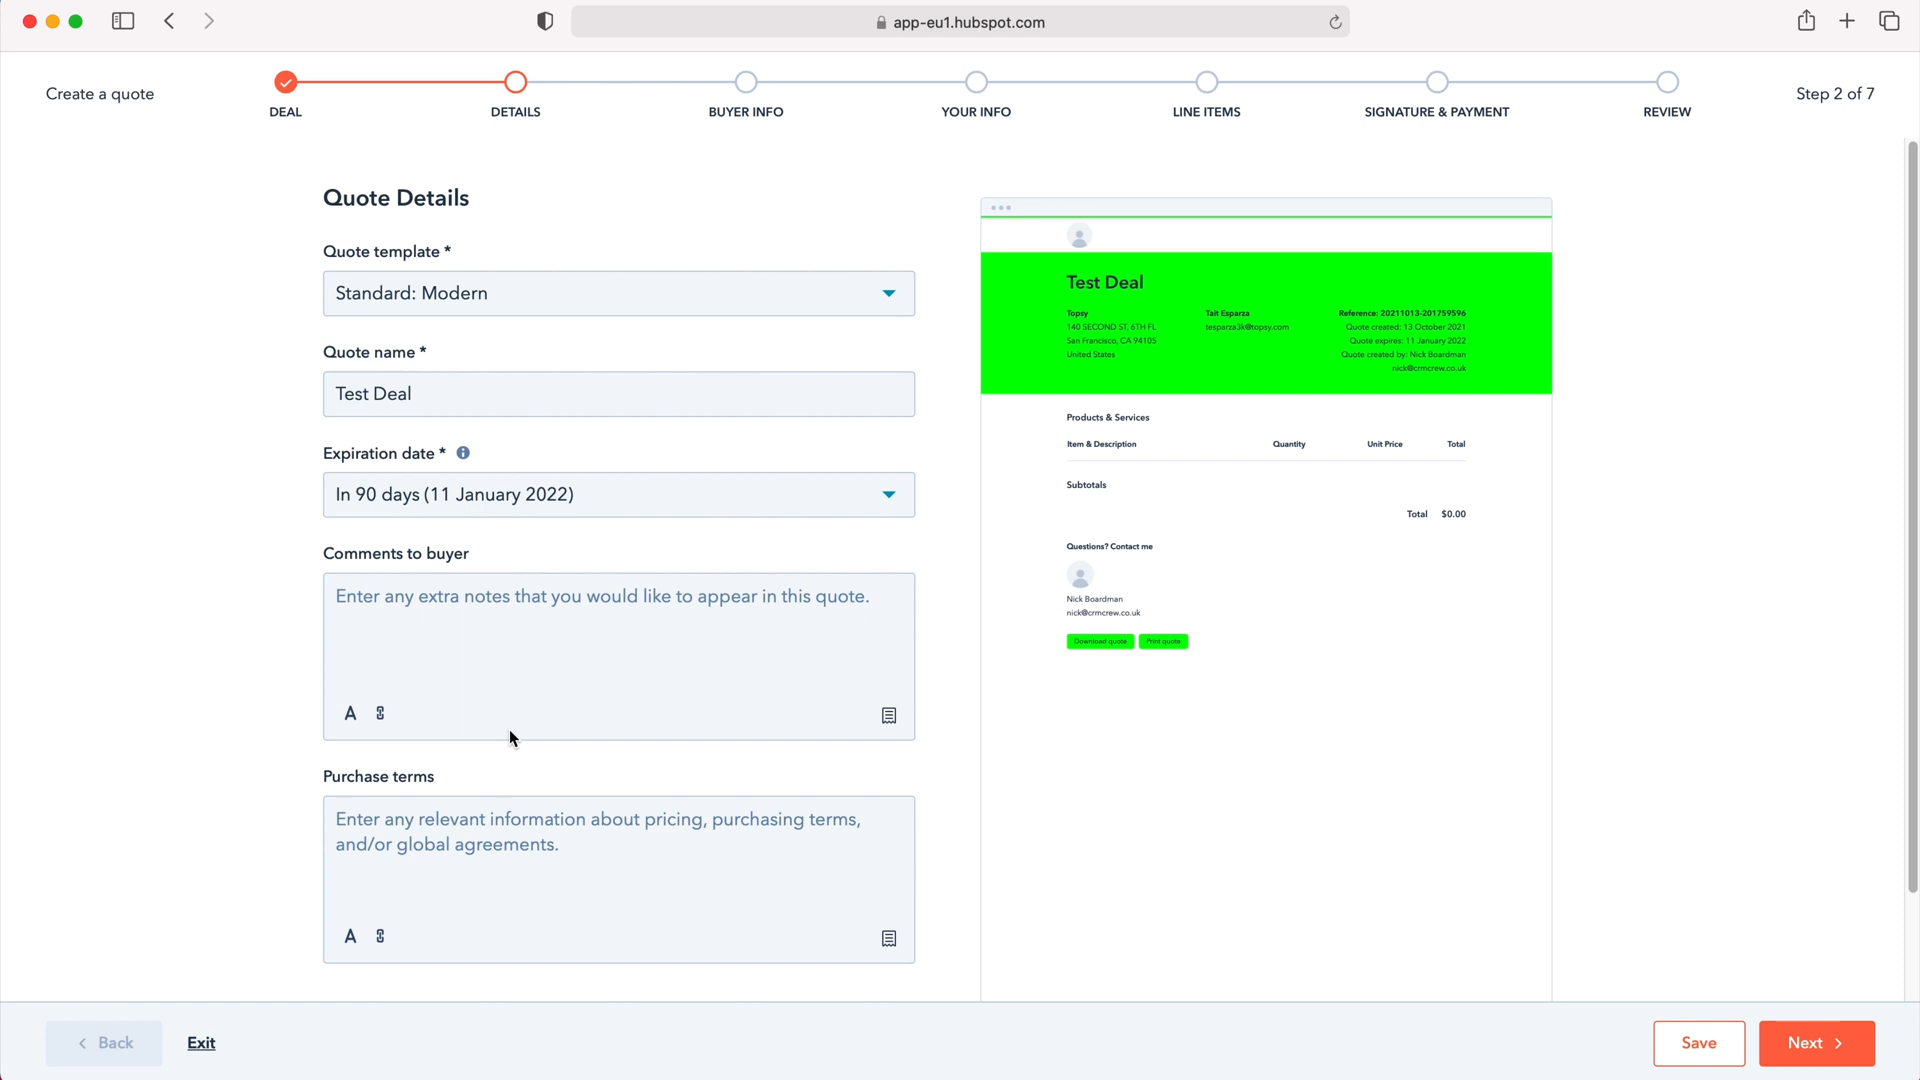 app-eu1.hubspot.com
Create a quote
DEAL
DETAILS
BUYER INFO
YOUR INFO
LINE ITEMS
SIGNATURE & PAYMENT
REVIEW
Step 2 of 7
Quote Details
Quote template *
Standard: Modern
Quote name *
Test Deal
Expiration date *
In 90 days (11 January 2022)
Comments to buyer
Enter any extra notes that you would like to appear in this quote.
A
Purchase terms
Enter any relevant information about pricing, purchasing terms,
and/or global agreements.
A
Test Deal
Topsy
140 SECOND ST, 6TH FL
San Francisco, CA 94105
United States
Tait Esparza
tesparza3k@topsy.com
Reference: 20211013-201759596
Quote created: 13 October 2021
Quote expires: 11 January 2022
Quote created by: Nick Boardman
nick@crmcrew.co.uk
Products & Services
Item & Description Quantity Unit Price Total
Subtotals
Total $0.00
Questions? Contact me
Nick Boardman
nick@crmcrew.co.uk
Download quote Print quote
Back
Exit
Save
Next